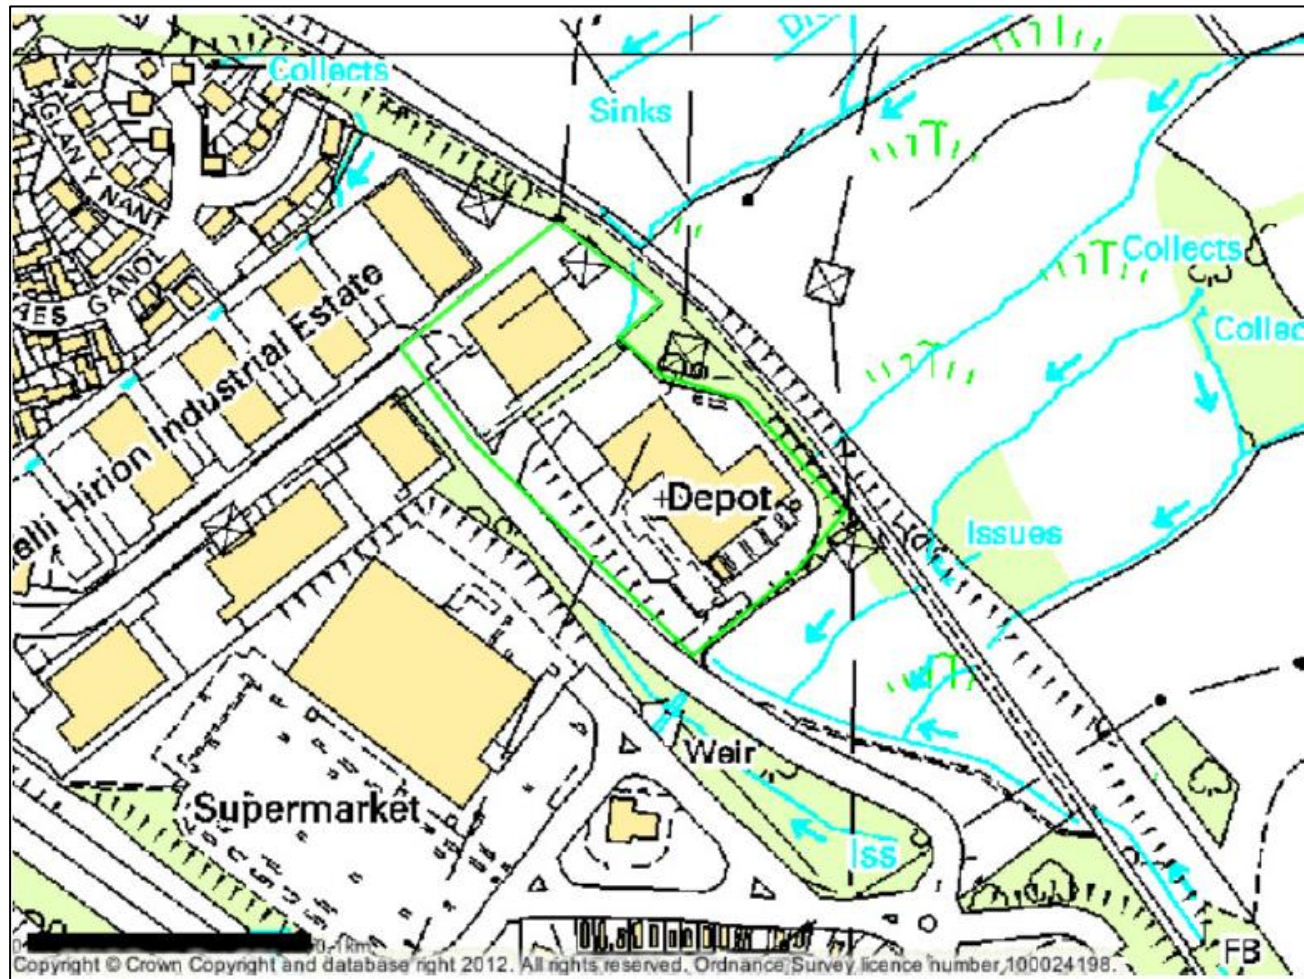 Collects
Sinks
GLAN Y
NANT
GANOL
Collects
Industrial Estate
Hirion
Depot
Issues
Weir
Supermarket
Iss
FB
Copyright © Crown Copyright and database right 2012. All rights reserved. Ordnance Survey licence number 100024198.